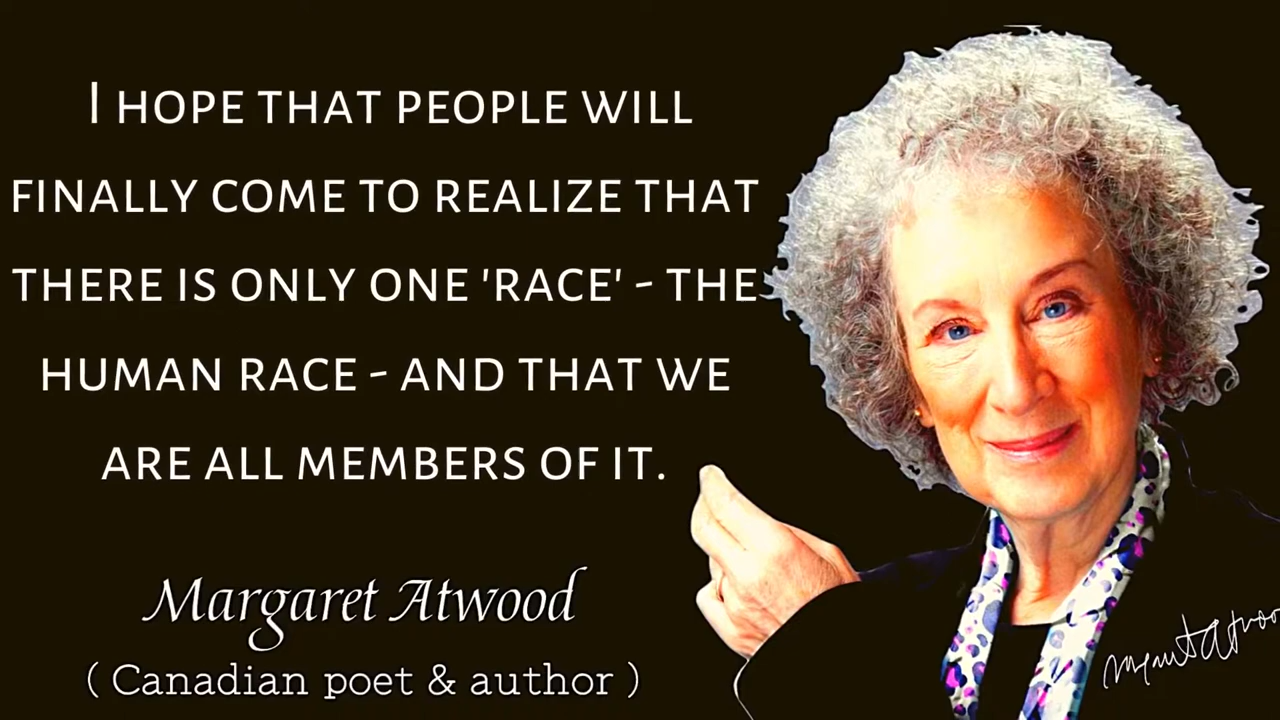 I HOPE THAT PEOPLE WILL
FINALLY COME TO REALIZE THAT
THERE IS ONLY ONE 'RACE' - THE
HUMAN RACE - AND THAT WE
ARE ALL MEMBERS OF IT.
Margaret Atwood
( Canadian poet & author )